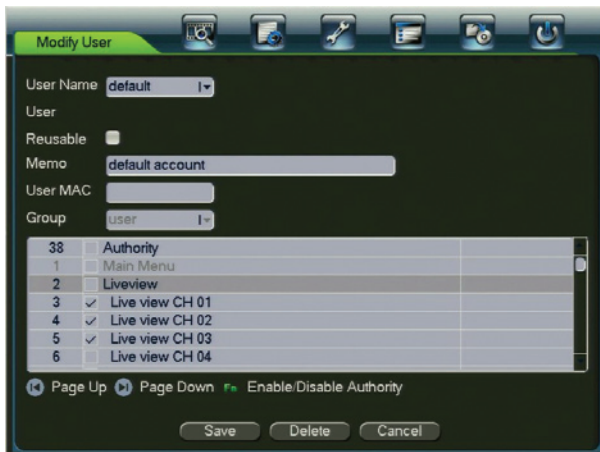 Modify User
User Name default
User
Reusable
Memo default account
User MAC
Group user
38 Authority
1 Main Menu
2 Liveview
3 Live view CH 01
4 Live view CH 02
5 Live view CH 03
6 Live view CH 04
Page Up Page Down Fn Enable/Disable Authority
Save Delete Cancel